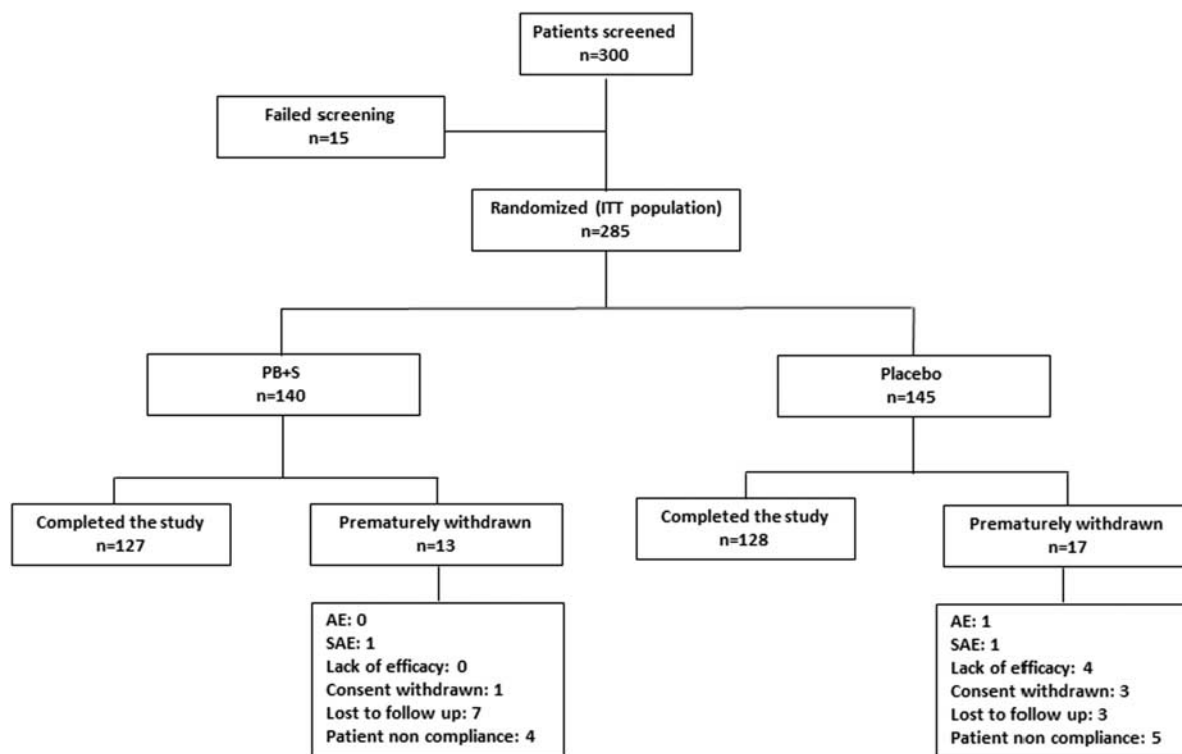 Patients screened
n=300
Failed screening
n=15
Randomized (ITT population)
n=285
PB+S
n=140
Placebo
n=145
Completed the study
n=127
Prematurely withdrawn
n=13
Completed the study
n=128
Prematurely withdrawn
n=17
AE: 0
SAE: 1
Lack of efficacy: 0
Consent withdrawn: 1
Lost to follow up: 7
Patient non compliance: 4
AE: 1
SAE: 1
Lack of efficacy: 4
Consent withdrawn: 3
Lost to follow up: 3
Patient non compliance: 5